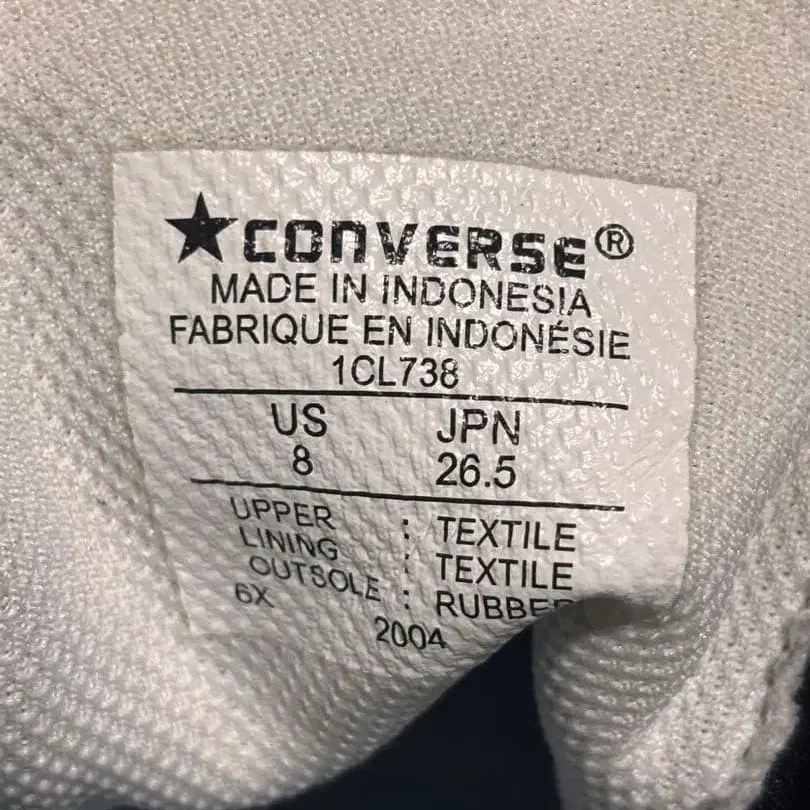 ★CONVERSE®
MADE IN INDONESIA
FABRIQUE EN INDONÉSIE
1CL738
US JPN
8 26.5
UPPER : TEXTILE
LINING : TEXTILE
OUTSOLE : RUBBER
6X
2004